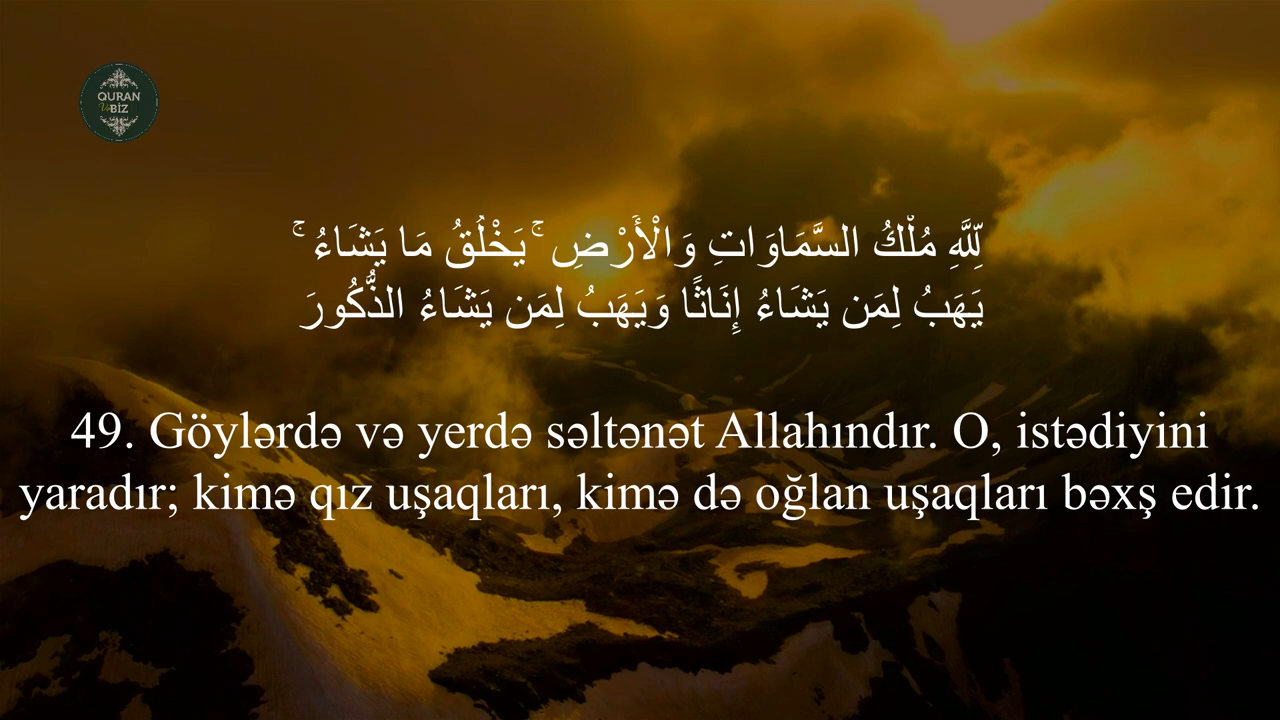 QURAN
Və BİZ
لِّلَّهِ مُلْكُ السَّمَاوَاتِ وَالْأَرْضِ ۚ يَخْلُقُ مَا يَشَاءُ ۚ
يَهَبُ لِمَن يَشَاءُ إِنَاثًا وَيَهَبُ لِمَن يَشَاءُ الذُّكُورَ
49. Göylərdə və yerdə səltənət Allahındır. O, istədiyini
yaradır; kimə qız uşaqları, kimə də oğlan uşaqları bəxş edir.